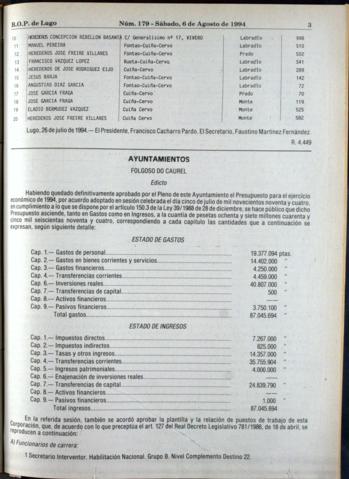 B.O.P. de Lugo Núm. 179 - Sábado, 6 de Agosto de 1994 3
10 HEREDEROS CONCEPCION REBELLON BASANTA C/ Generalísimo nº 17, VIVERO Labradío
11 MANUEL PEREIRA Fontao-Cuiña-Cervo Labradío 510
12 HEREDEROS JOSE FREIRE VILLARES Fontao-Cuiña-Cervo Prado 532
13 FRANCISCO VAZQUEZ LOPEZ Cuiña-Cervo Labradío 541
14 HEREDEROS DE JOSE RODRIGUEZ EIJO Cuiña-Cervo Labradío 289
15 JESUS Fontao-Cuiña-Cervo Labradío 142
16 ANGUSTIAS DIAZ GARCIA Fontao-Cuiña-Cervo Labradío 72
17 JOSE GARCIA FRAGA Cuiña-Cervo Prado 70
18 JOSE GARCIA FRAGA Cuiña-Cervo Monte 119
19 ELADIO BERMUDEZ VAZQUEZ Cuiña Cervo Monte 525
20 HEREDEROS JOSE FREIRE VILLARES Cuiña Cervo Monte 582
Lugo, 26 de julio de 1994.— El Presidente, Francisco Cacharro Pardo. El Secretario, Faustino Martínez Fernández.
R. 4.449
AYUNTAMIENTOS
FOLGOSO DO CAUREL
Edicto
Habiendo quedado definitivamente aprobado por el Pleno de este Ayuntamiento el Presupuesto para el ejercicio
económico de 1994, por acuerdo adoptado en sesión celebrada el día cinco de julio de mil novecientos noventa y cuatro,
en cumplimiento a lo que se dispone por el artículo 150.3 de la Ley 39/1988 de 28 de diciembre, se hace público que dicho
Presupuesto asciende, tanto en Gastos como en Ingresos, a la cuantía de pesetas ochenta y siete millones cuarenta y
cinco mil seiscientas noventa y cuatro, correspondiendo a cada capítulo las cantidades que a continuación se
expresan, según siguiente detalle:
ESTADO DE GASTOS
Cap. 1.— Gastos de personal 19.377.094 ptas.
Cap. 2.— Gastos en bienes corrientes y servicios 14.402.000 "
Cap. 3.— Gastos financieros 4.250.000 "
Cap. 4.— Transferencias corrientes 4.459.000 "
Cap. 6.— Inversiones reales 40.807.000 "
Cap. 7.— Transferencias de capital 500 "
Cap. 8.— Activos financieros ——
Cap. 9.— Pasivos financieros 3.750.100 "
Total gastos 87.045.694 "
ESTADO DE INGRESOS
Cap. 1.— Impuestos directos 7.267.000 "
Cap. 2.— Impuestos indirectos 825.000 "
Cap. 3.— Tasas y otros ingresos 14.357.000 "
Cap. 4.— Transferencias corrientes 35.755.904 "
Cap. 5.— Ingresos patrimoniales 4.000.000 "
Cap. 6.— Enajenación de inversiones reales ——
Cap. 7.— Transferencias de capital 24.839.790 "
Cap. 8.— Activos financieros ——
Cap. 9.— Pasivos financieros 1.000 "
Total ingresos 87.045.694 "
En la referida sesión, también se acordó aprobar la plantilla y la relación de puestos de trabajo de esta
Corporación, que, de acuerdo con lo que preceptúa el art. 127 del Real Decreto Legislativo 781/1986, de 18 de abril, se
reproducen a continuación:
A) Funcionarios de carrera:
1 Secretario Interventor. Habilitación Nacional. Grupo B. Nivel Complemento Destino 22.